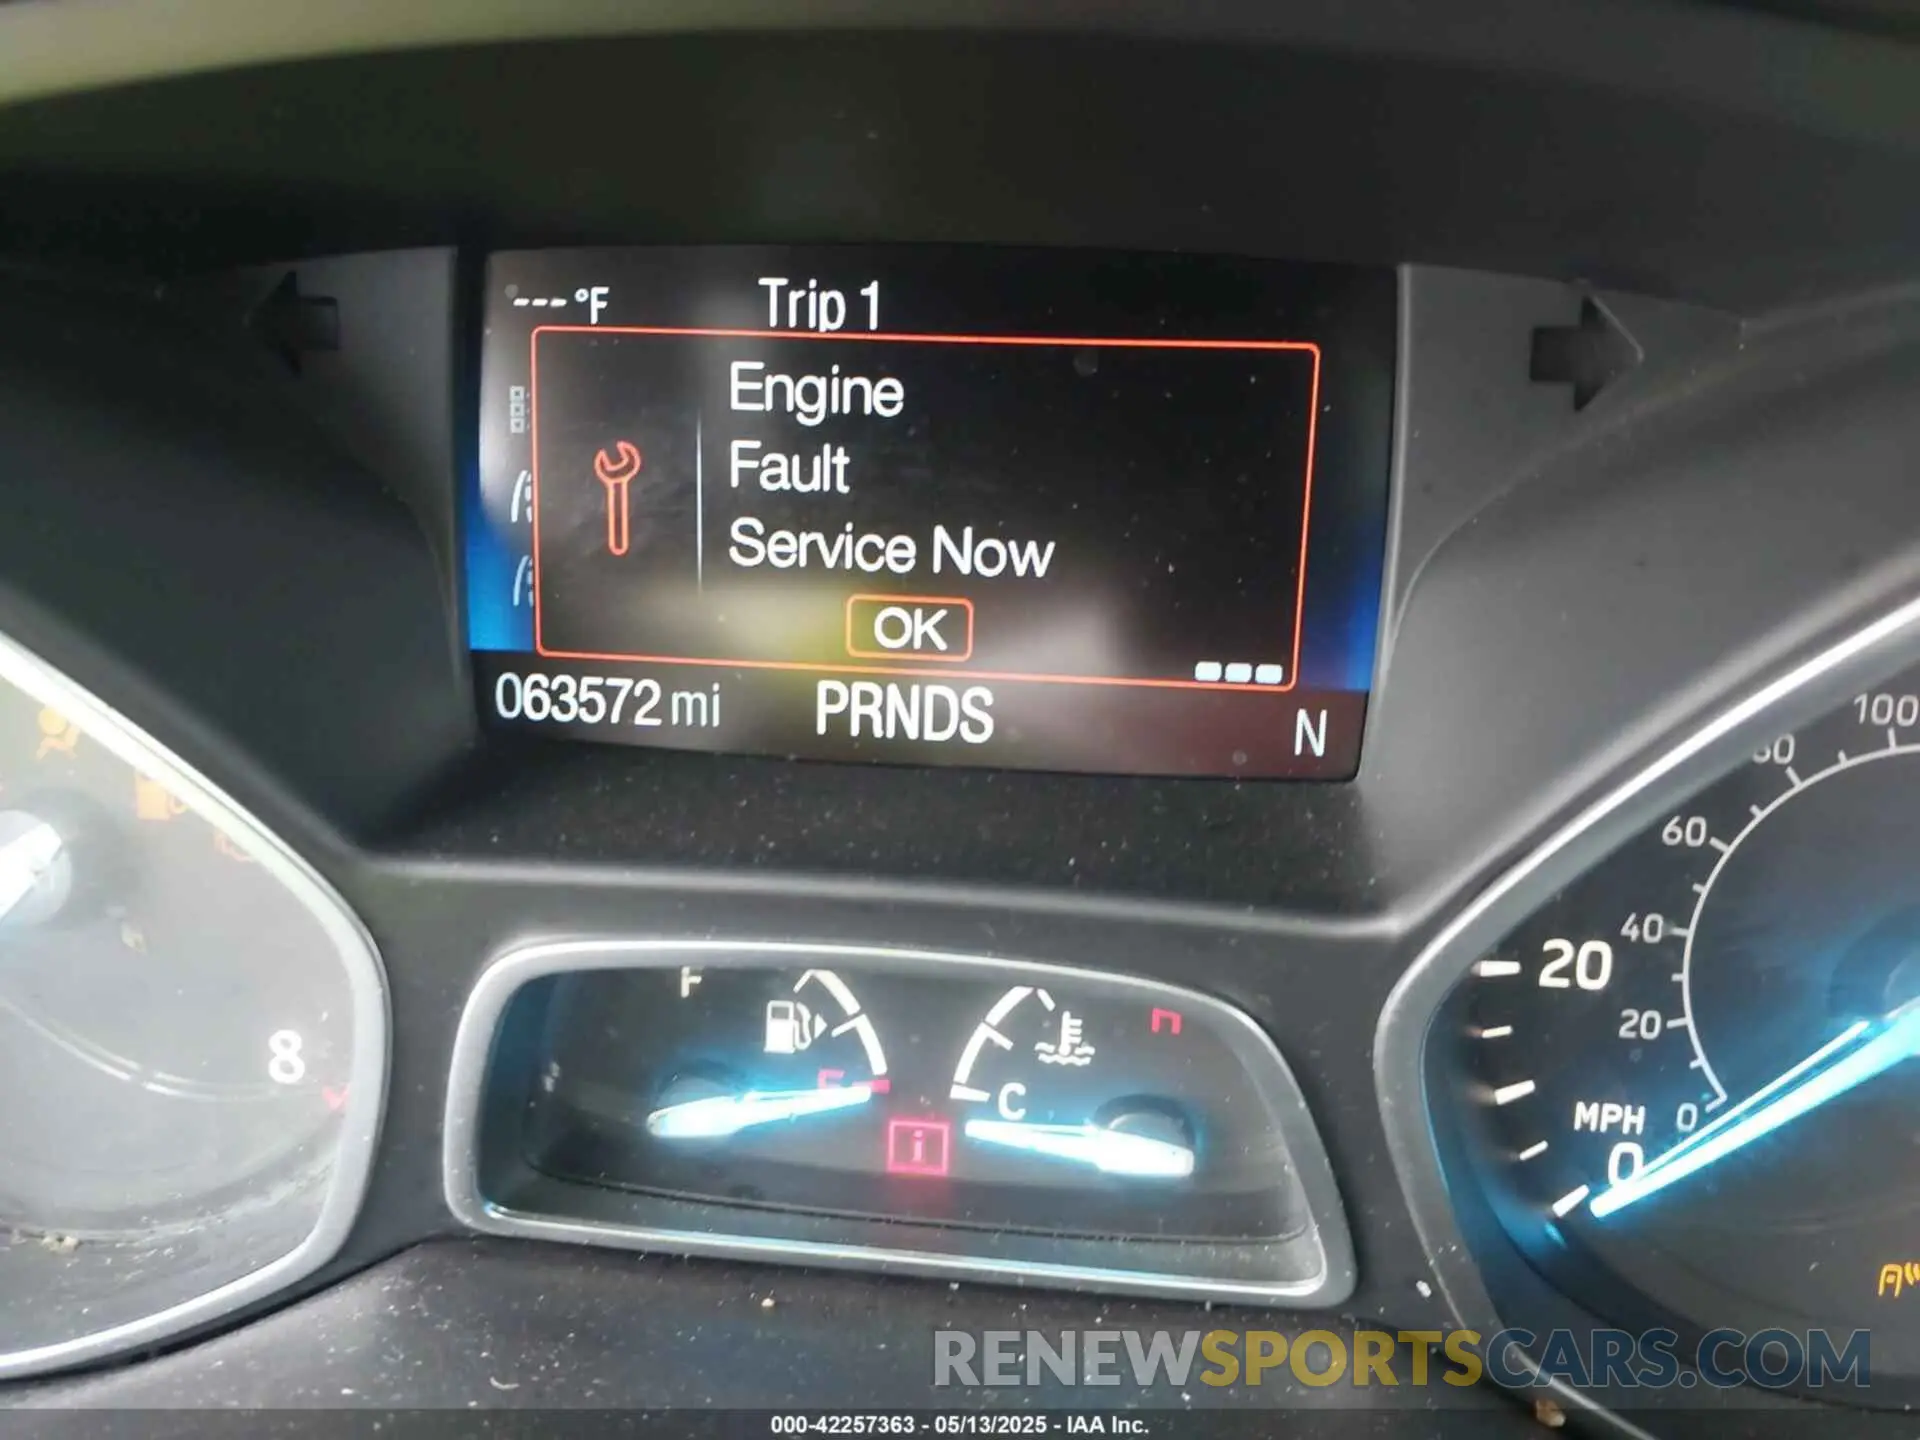 ---°F Trip 1
Engine
Fault
Service Now
OK
063572 mi PRNDS N
100
80
60
40
20
20
MPH 0
0
8
F
E
C
i
RENEWSPORTSCARS.COM
000-42257363 - 05/13/2025 - IAA Inc.